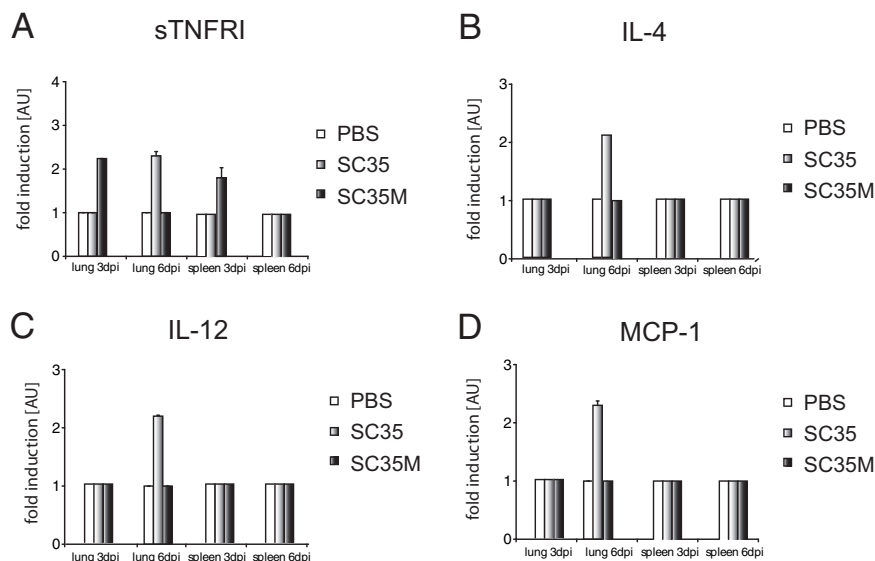 A
sTNFRI
fold induction [AU]
4
3
2
1
0
lung 3dpi lung 6dpi spleen 3dpi spleen 6dpi
PBS
SC35
SC35M
B
IL-4
fold induction [AU]
3
2
1
0
lung 3dpi lung 6dpi spleen 3dpi spleen 6dpi
PBS
SC35
SC35M
C
IL-12
fold induction [AU]
3
2
1
0
lung 3dpi lung 6dpi spleen 3dpi spleen 6dpi
PBS
SC35
SC35M
D
MCP-1
fold induction [AU]
3
2
1
0
lung 3dpi lung 6dpi spleen 3dpi spleen 6dpi
PBS
SC35
SC35M